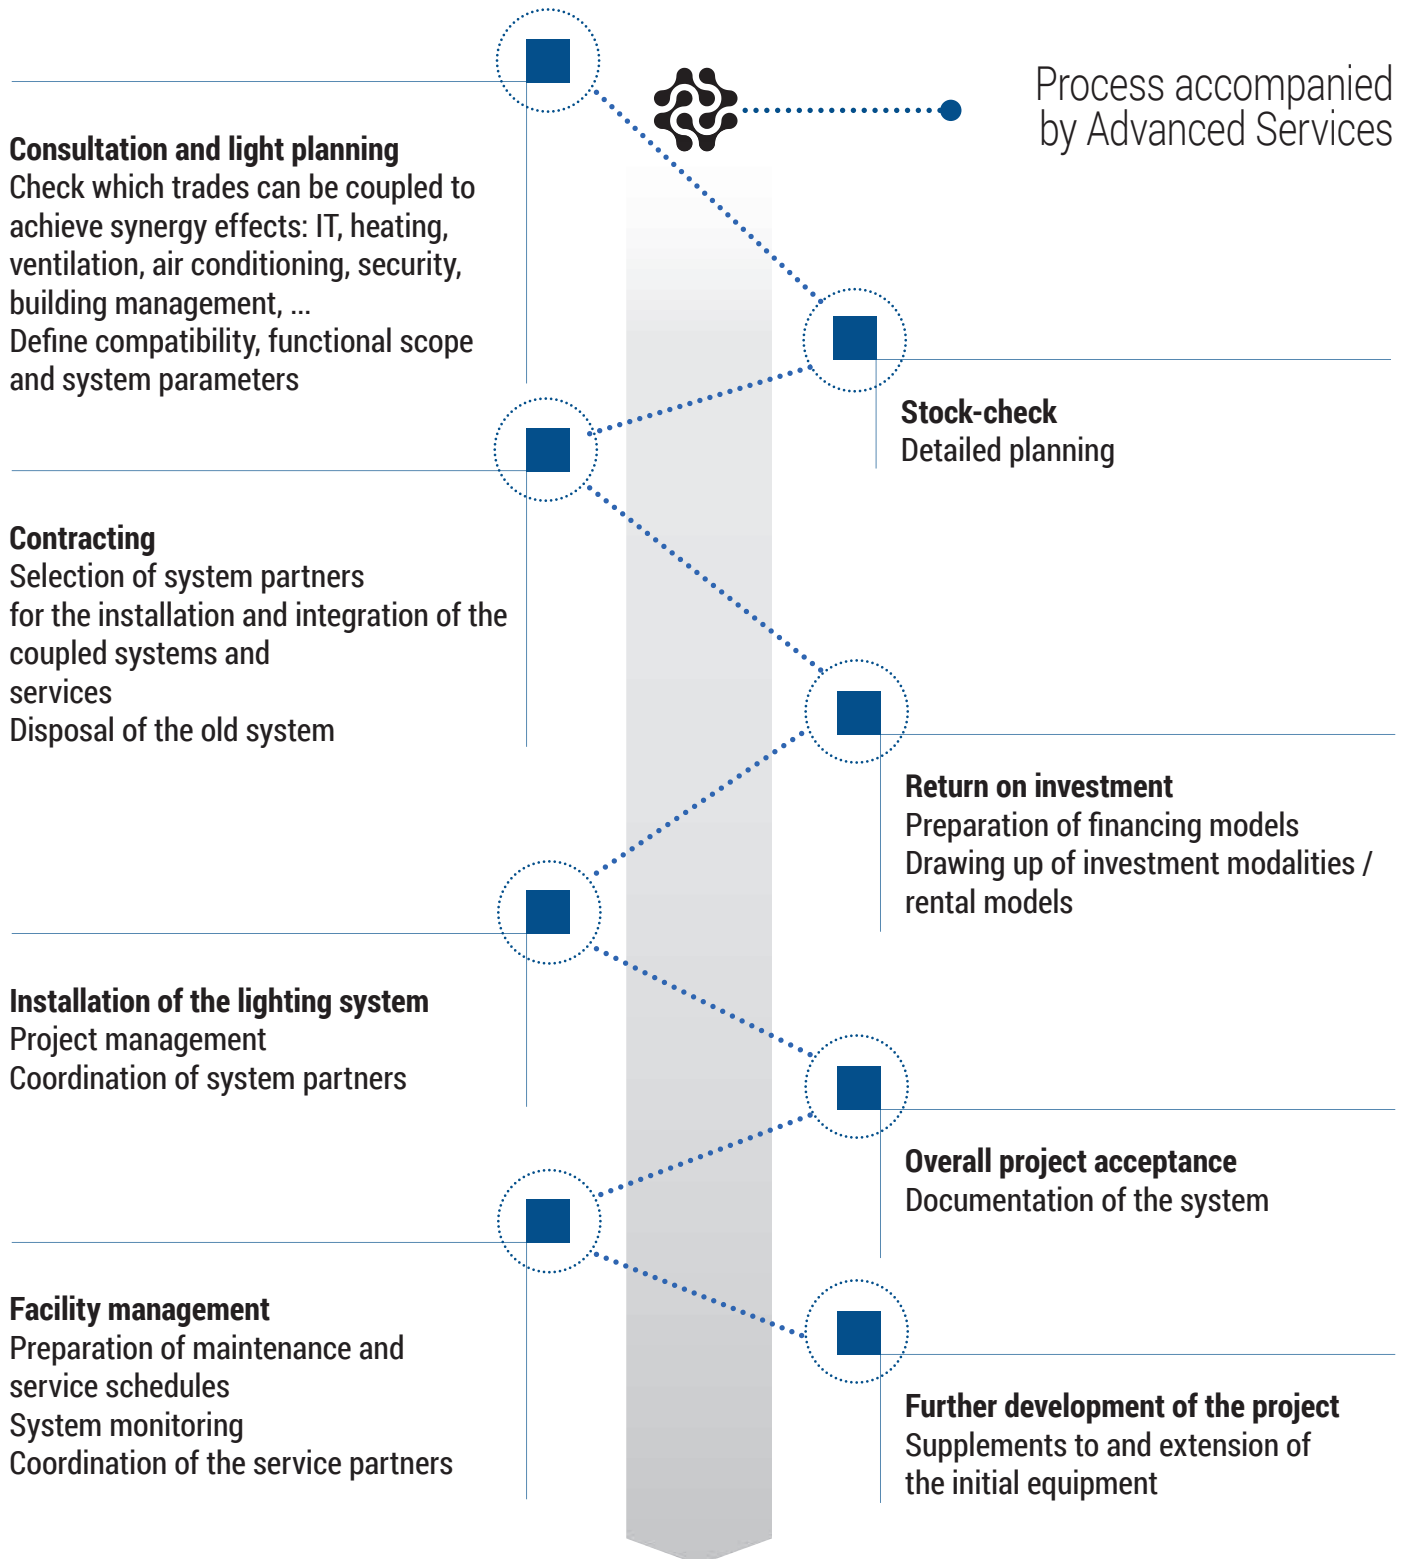 Process accompanied
by Advanced Services
Consultation and light planning
Check which trades can be coupled to
achieve synergy effects: IT, heating,
ventilation, air conditioning, security,
building management, ...
Define compatibility, functional scope
and system parameters
Stock-check
Detailed planning
Contracting
Selection of system partners
for the installation and integration of the
coupled systems and
services
Disposal of the old system
Return on investment
Preparation of financing models
Drawing up of investment modalities /
rental models
Installation of the lighting system
Project management
Coordination of system partners
Overall project acceptance
Documentation of the system
Facility management
Preparation of maintenance and
service schedules
System monitoring
Coordination of the service partners
Further development of the project
Supplements to and extension of
the initial equipment